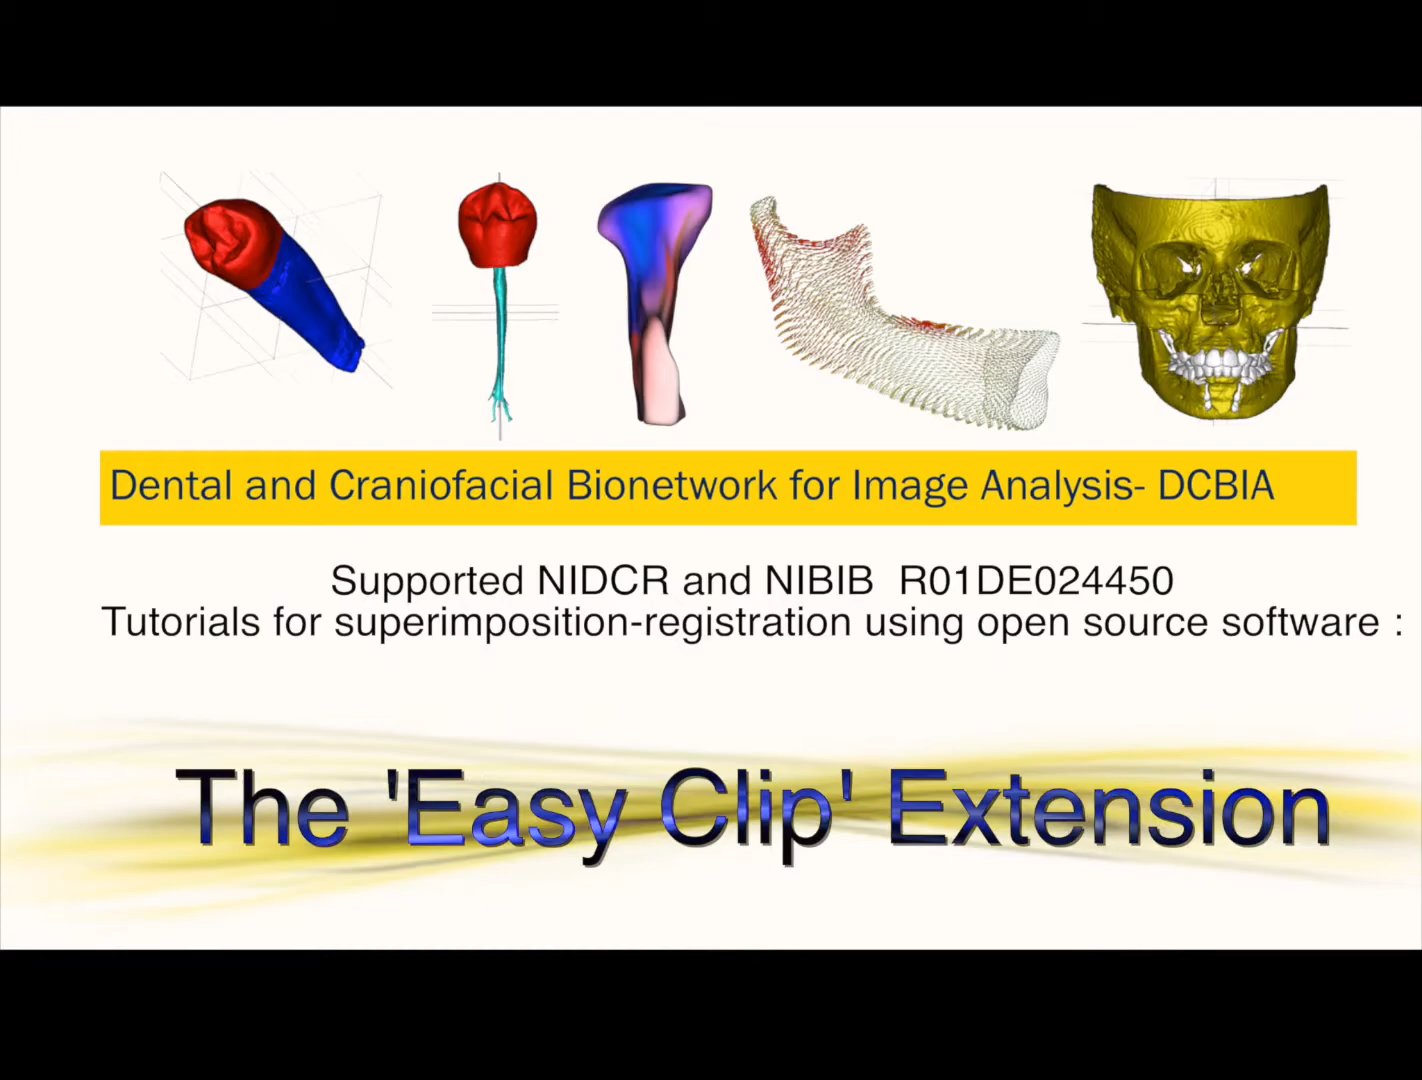 Dental and Craniofacial Bionetwork for Image Analysis- DCBIA
Supported NIDCR and NIBIB R01DE024450
Tutorials for superimposition-registration using open source software :
The 'Easy Clip' Extension